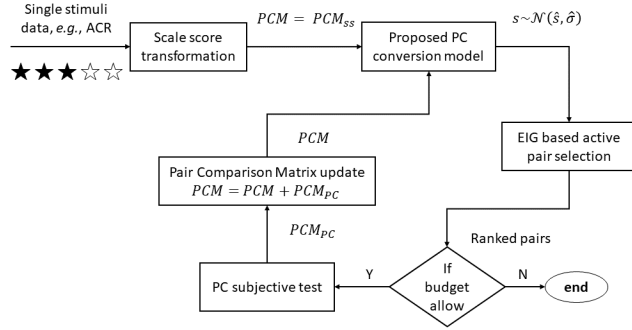 Single stimuli
data, e.g., ACR
Scale score
transformation
PCM = PCM_ss
Proposed PC
conversion model
s~𝒩(ŝ, σ̂)
EIG based active
pair selection
PCM
Pair Comparison Matrix update
PCM = PCM + PCM_PC
PCM_PC
Ranked pairs
PC subjective test
Y
If
budget
allow
N
end